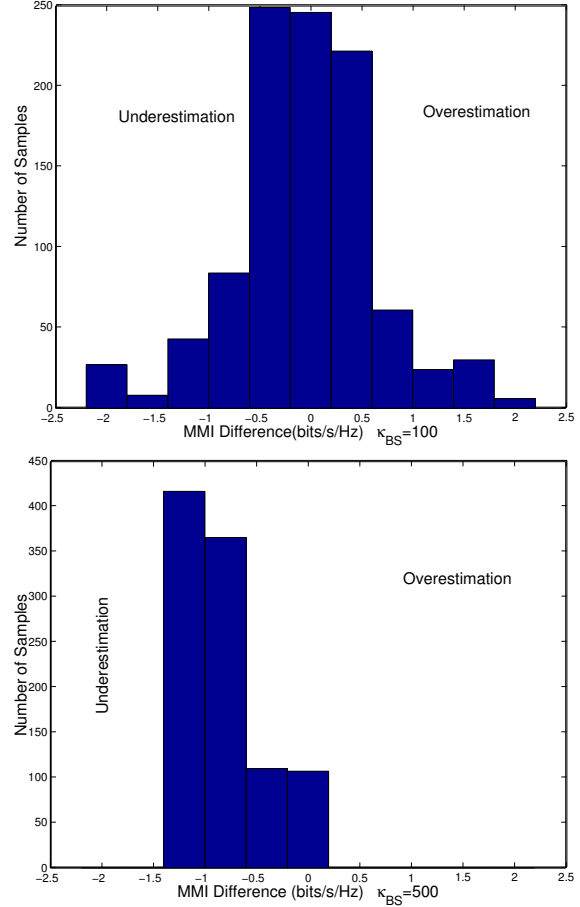 250
200
150
100
50
0
Number of Samples
Underestimation
Overestimation
−2.5 −2 −1.5 −1 −0.5 0 0.5 1 1.5 2 2.5
MMI Difference(bits/s/Hz) κBS=100
450
400
350
300
250
200
150
100
50
0
Number of Samples
Underestimation
Overestimation
−2.5 −2 −1.5 −1 −0.5 0 0.5 1 1.5 2 2.5
MMI Difference (bits/s/Hz) κBS=500